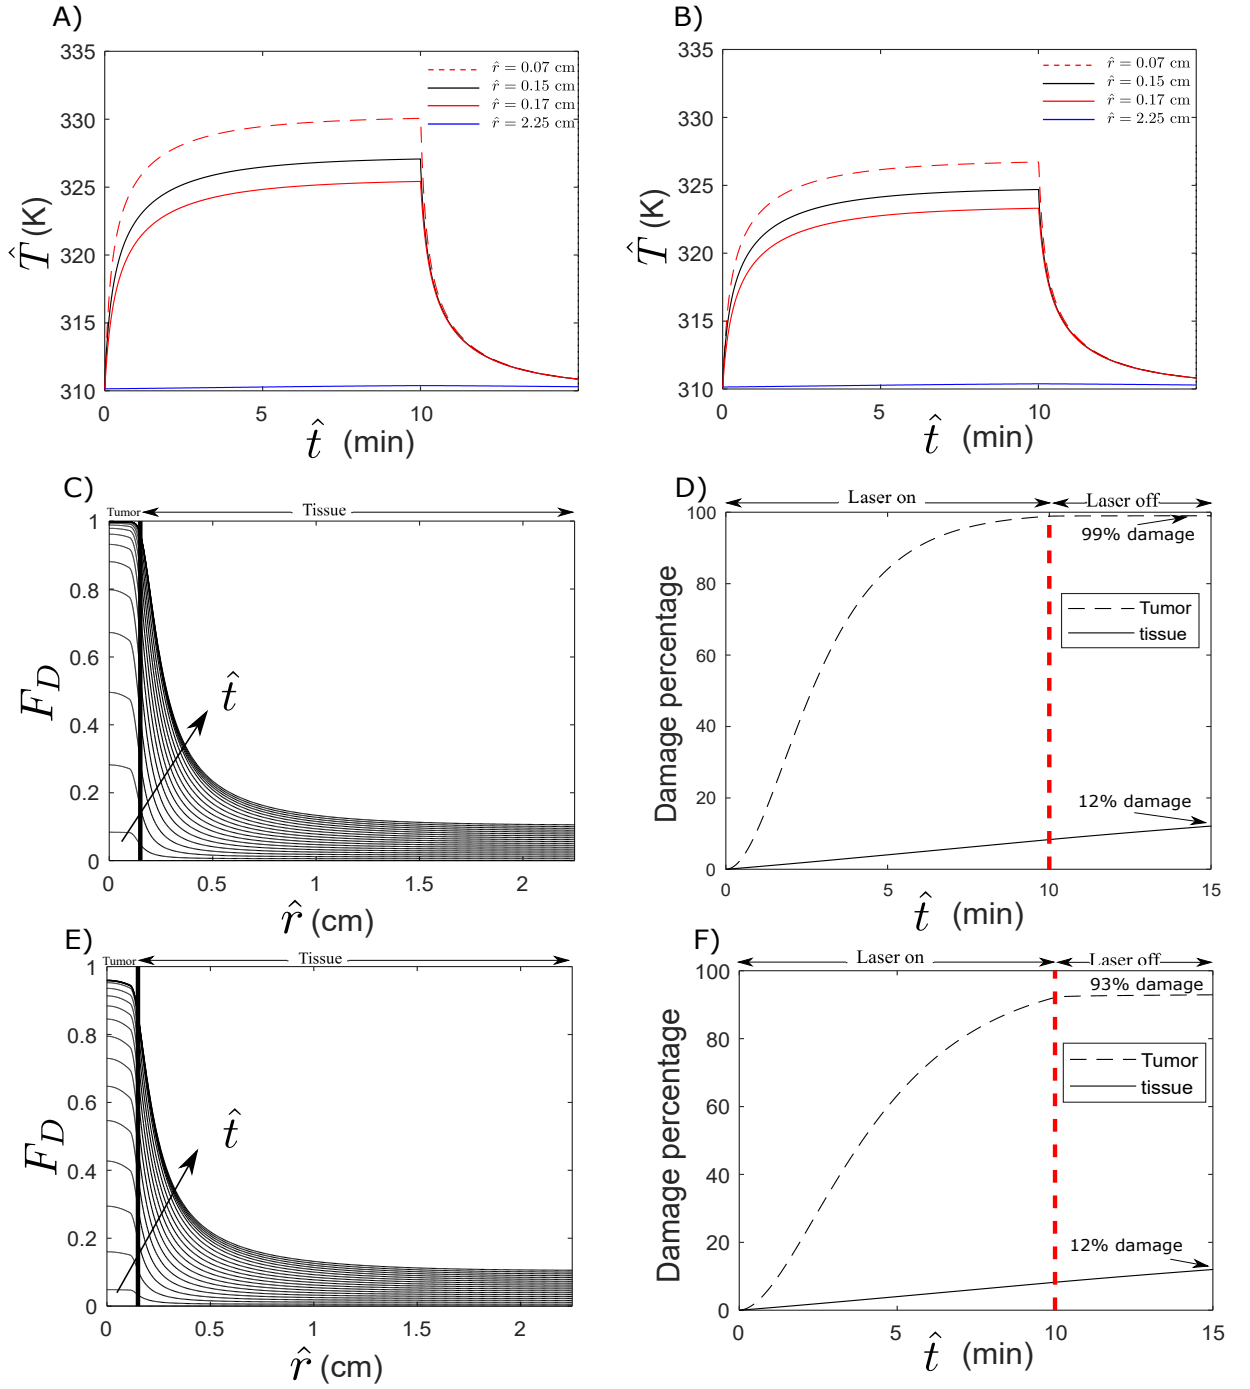 A)
335
330
325
320
315
310
T̂ (K)
r̂ = 0.07 cm
r̂ = 0.15 cm
r̂ = 0.17 cm
r̂ = 2.25 cm
0 5 10
t̂ (min)
B)
335
330
325
320
315
310
T̂ (K)
r̂ = 0.07 cm
r̂ = 0.15 cm
r̂ = 0.17 cm
r̂ = 2.25 cm
0 5 10
t̂ (min)
C)
Tumor Tissue
1
0.8
0.6
0.4
0.2
0
F_D
t̂
0 0.5 1 1.5 2
r̂ (cm)
D)
Laser on Laser off
100
80
60
40
20
0
Damage percentage
99% damage
Tumor
tissue
12% damage
0 5 10 15
t̂ (min)
E)
Tumor Tissue
1
0.8
0.6
0.4
0.2
0
F_D
t̂
0 0.5 1 1.5 2
r̂ (cm)
F)
Laser on Laser off
100
80
60
40
20
0
Damage percentage
93% damage
Tumor
tissue
12% damage
0 5 10 15
t̂ (min)